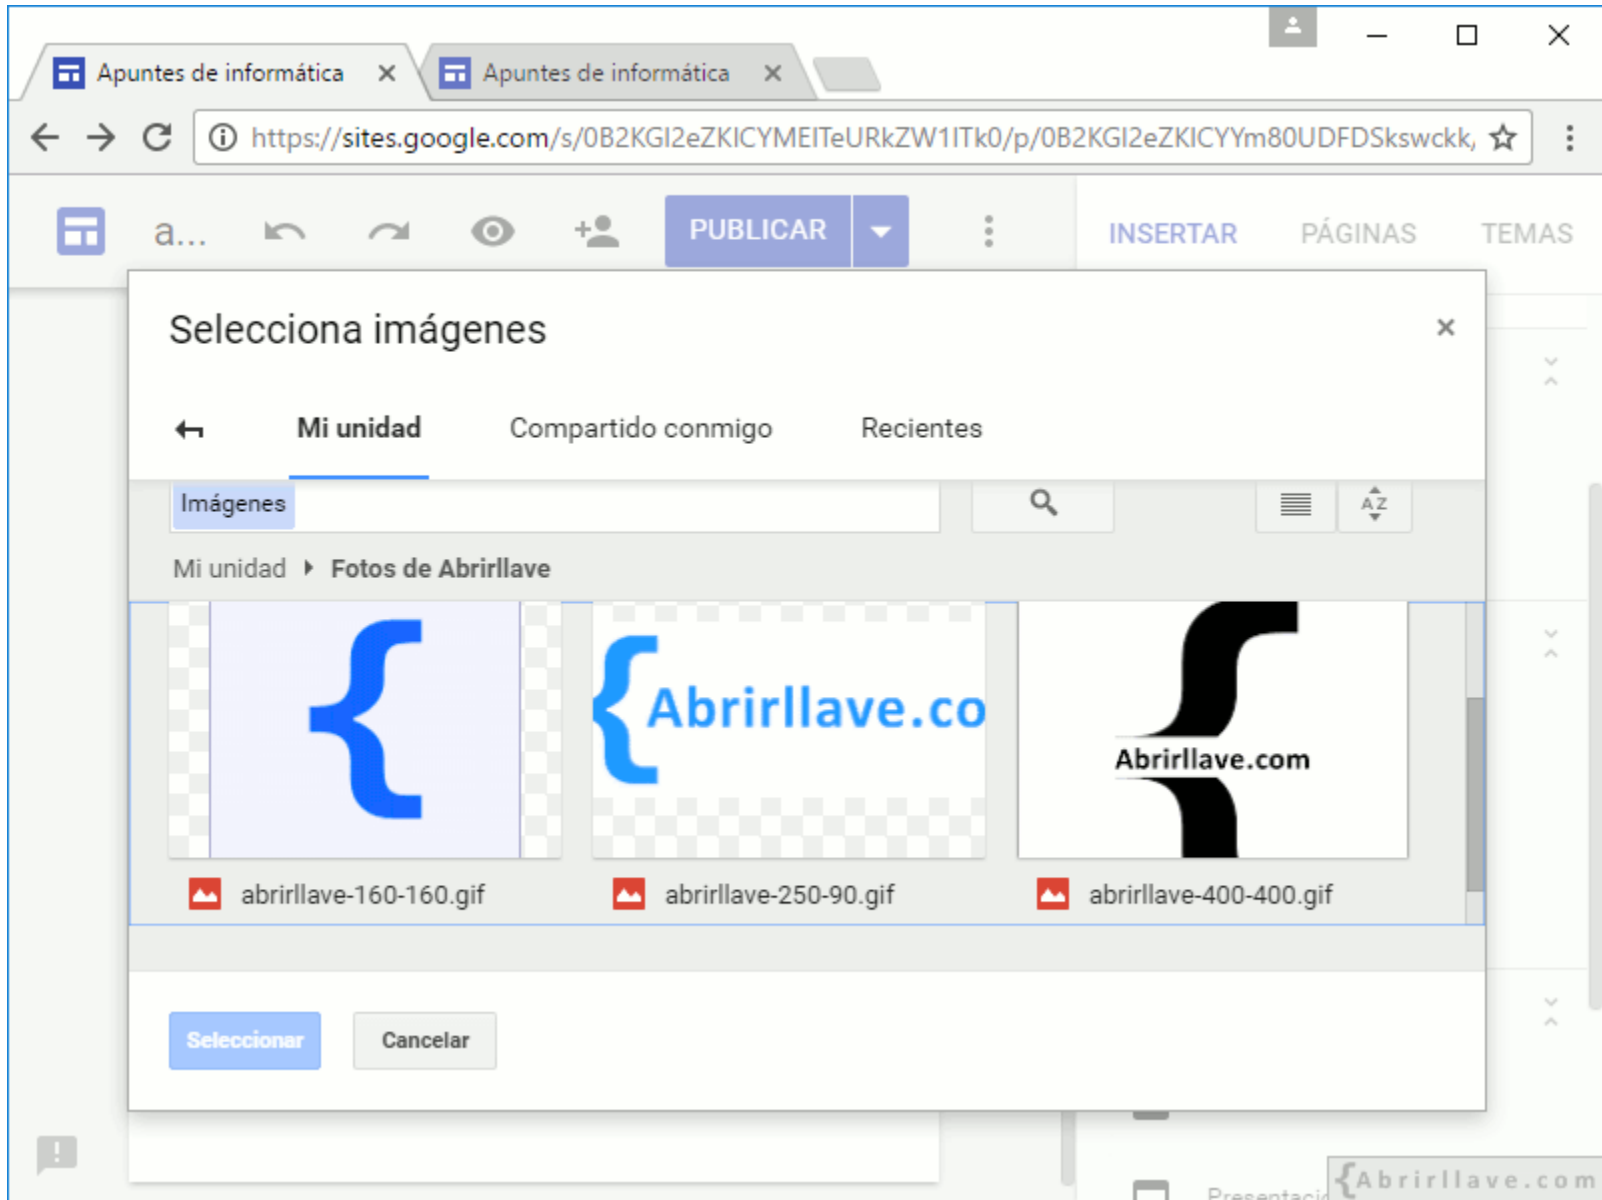 Apuntes de informática
Apuntes de informática
https://sites.google.com/s/0B2KGI2eZKICYMEITeURkZW1ITk0/p/0B2KGI2eZKICYYm80UDFDSkswckk/
a...
PUBLICAR
INSERTAR PÁGINAS TEMAS
Selecciona imágenes
Mi unidad Compartido conmigo Recientes
Imágenes
AZ
Mi unidad Fotos de Abrirllave
{
{Abrirllave.co
{
Abrirllave.com
abrirllave-160-160.gif
abrirllave-250-90.gif
abrirllave-400-400.gif
Seleccionar Cancelar
{Abrirllave.com